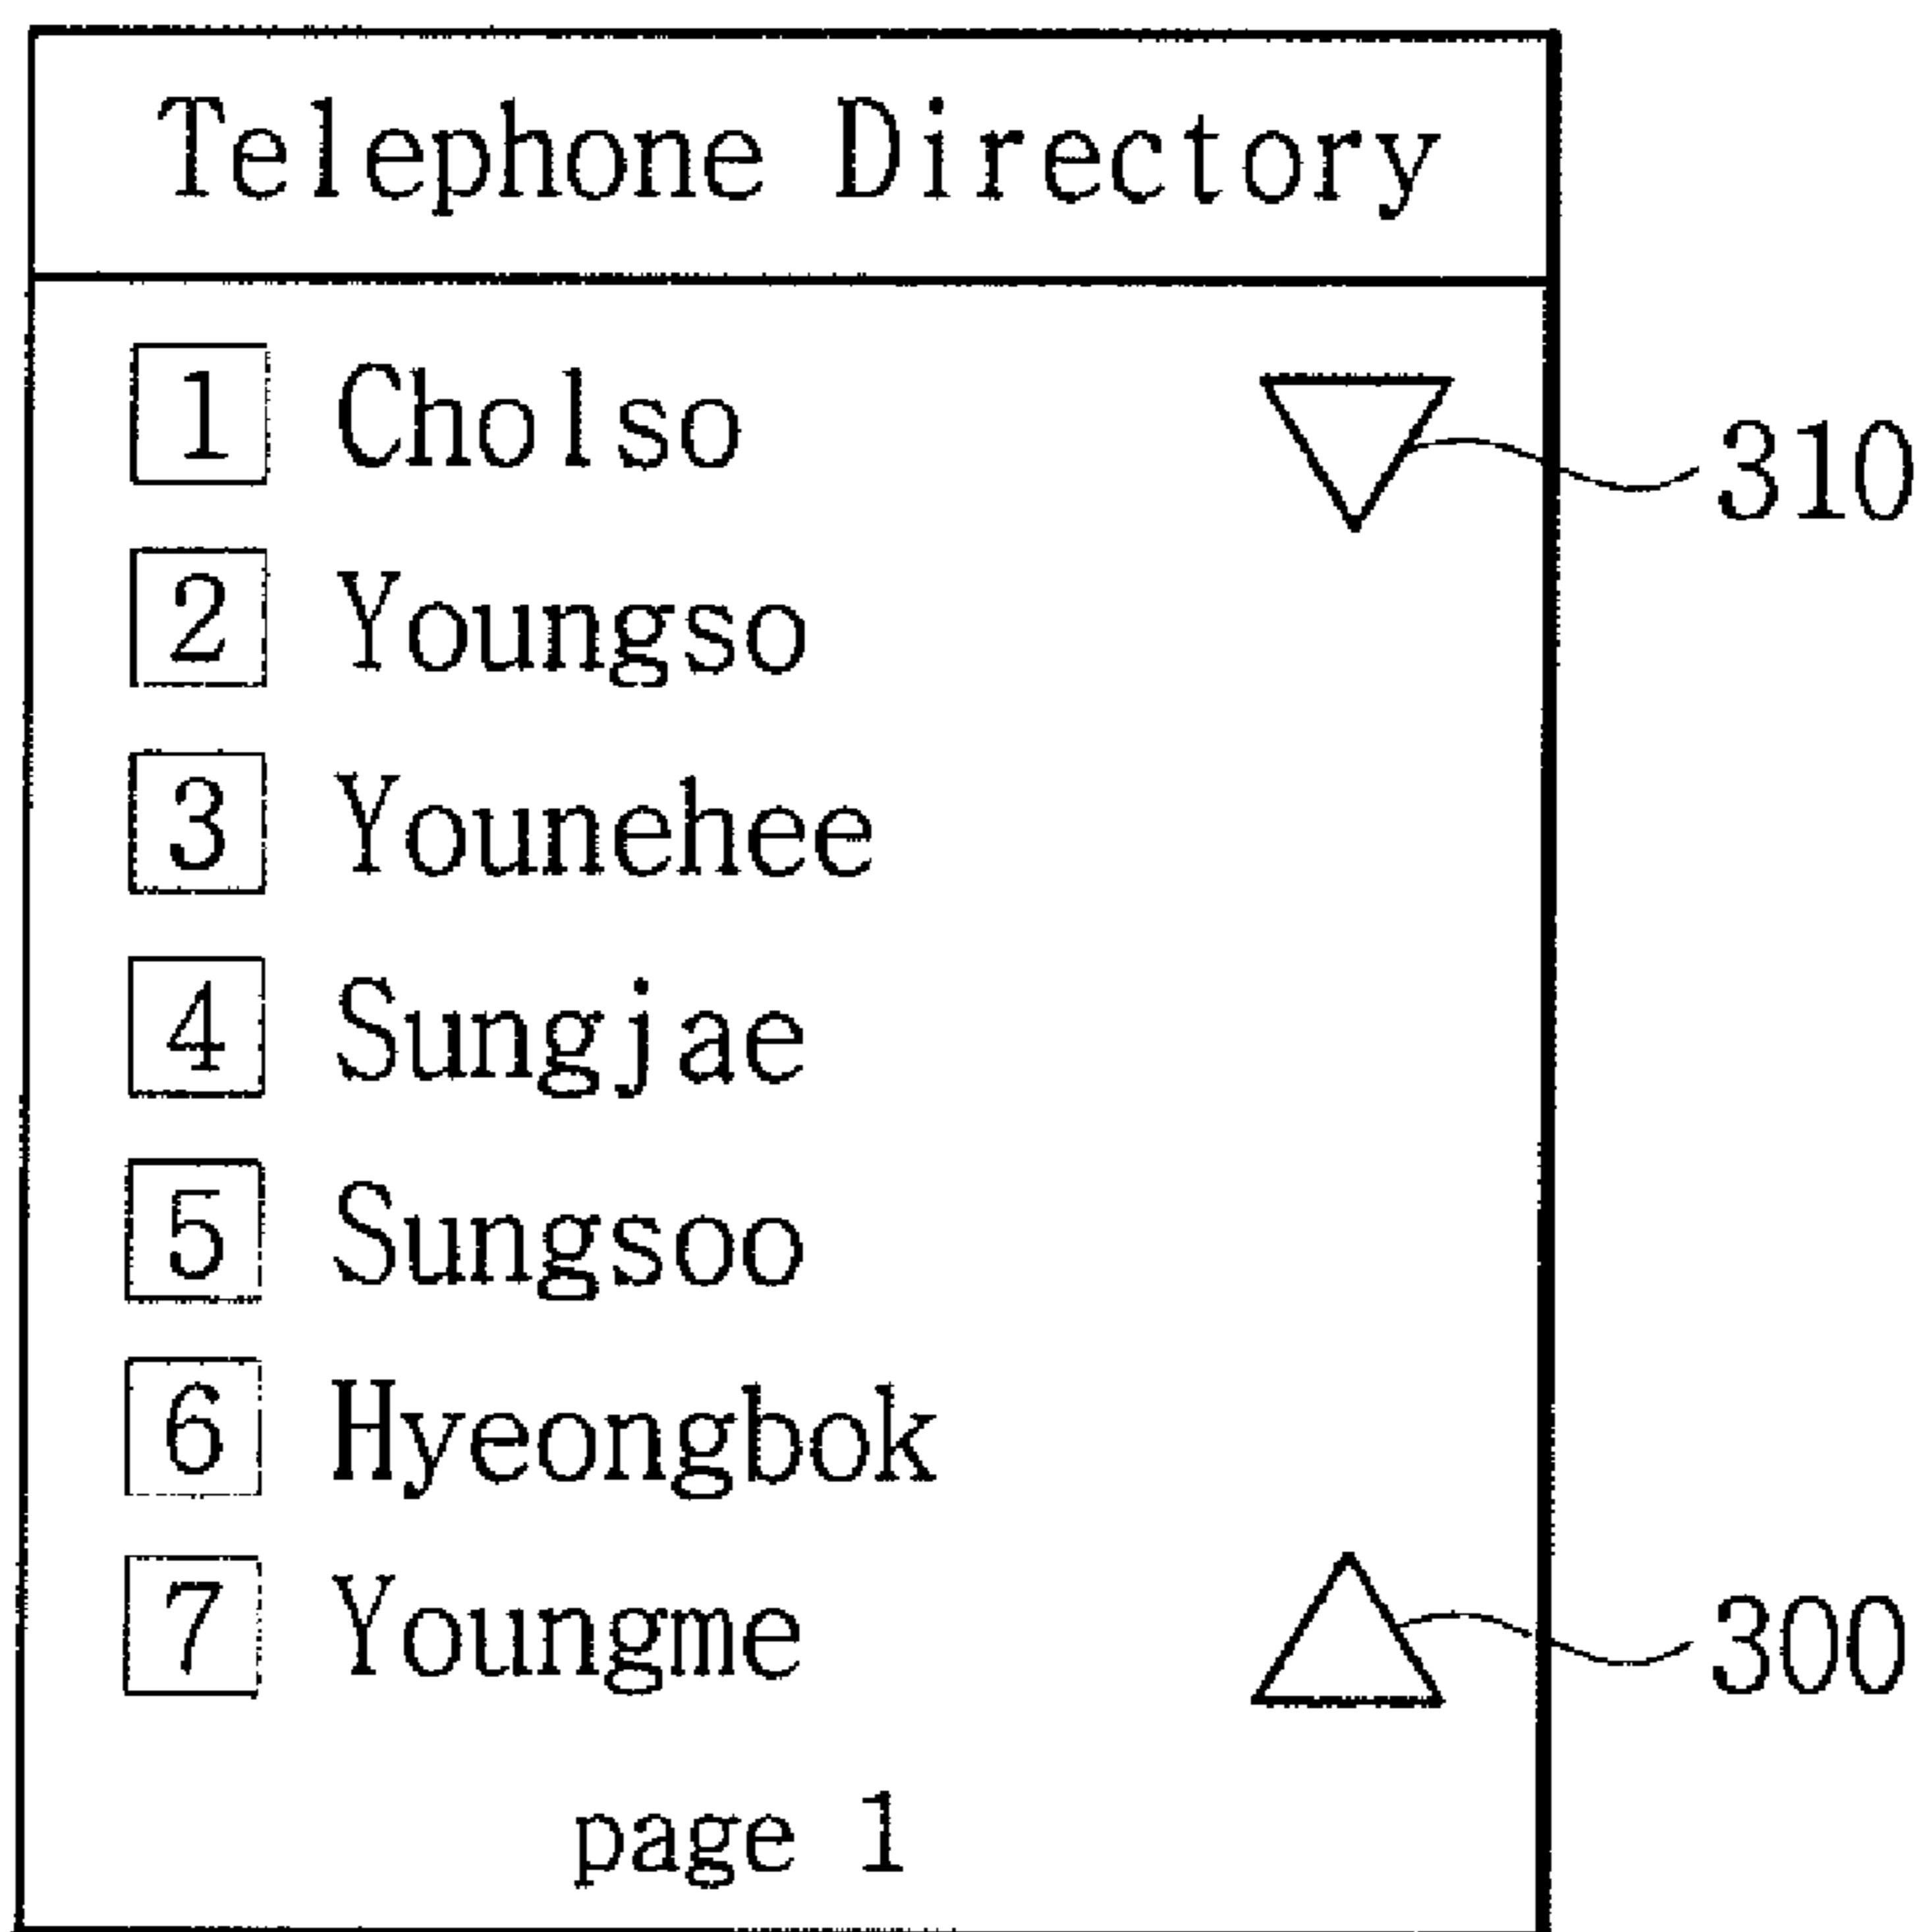 Telephone Directory
1 Cholso
310
2 Youngso
3 Younehee
4 Sungjae
5 Sungsoo
6 Hyeongbok
7 Youngme
300
page 1